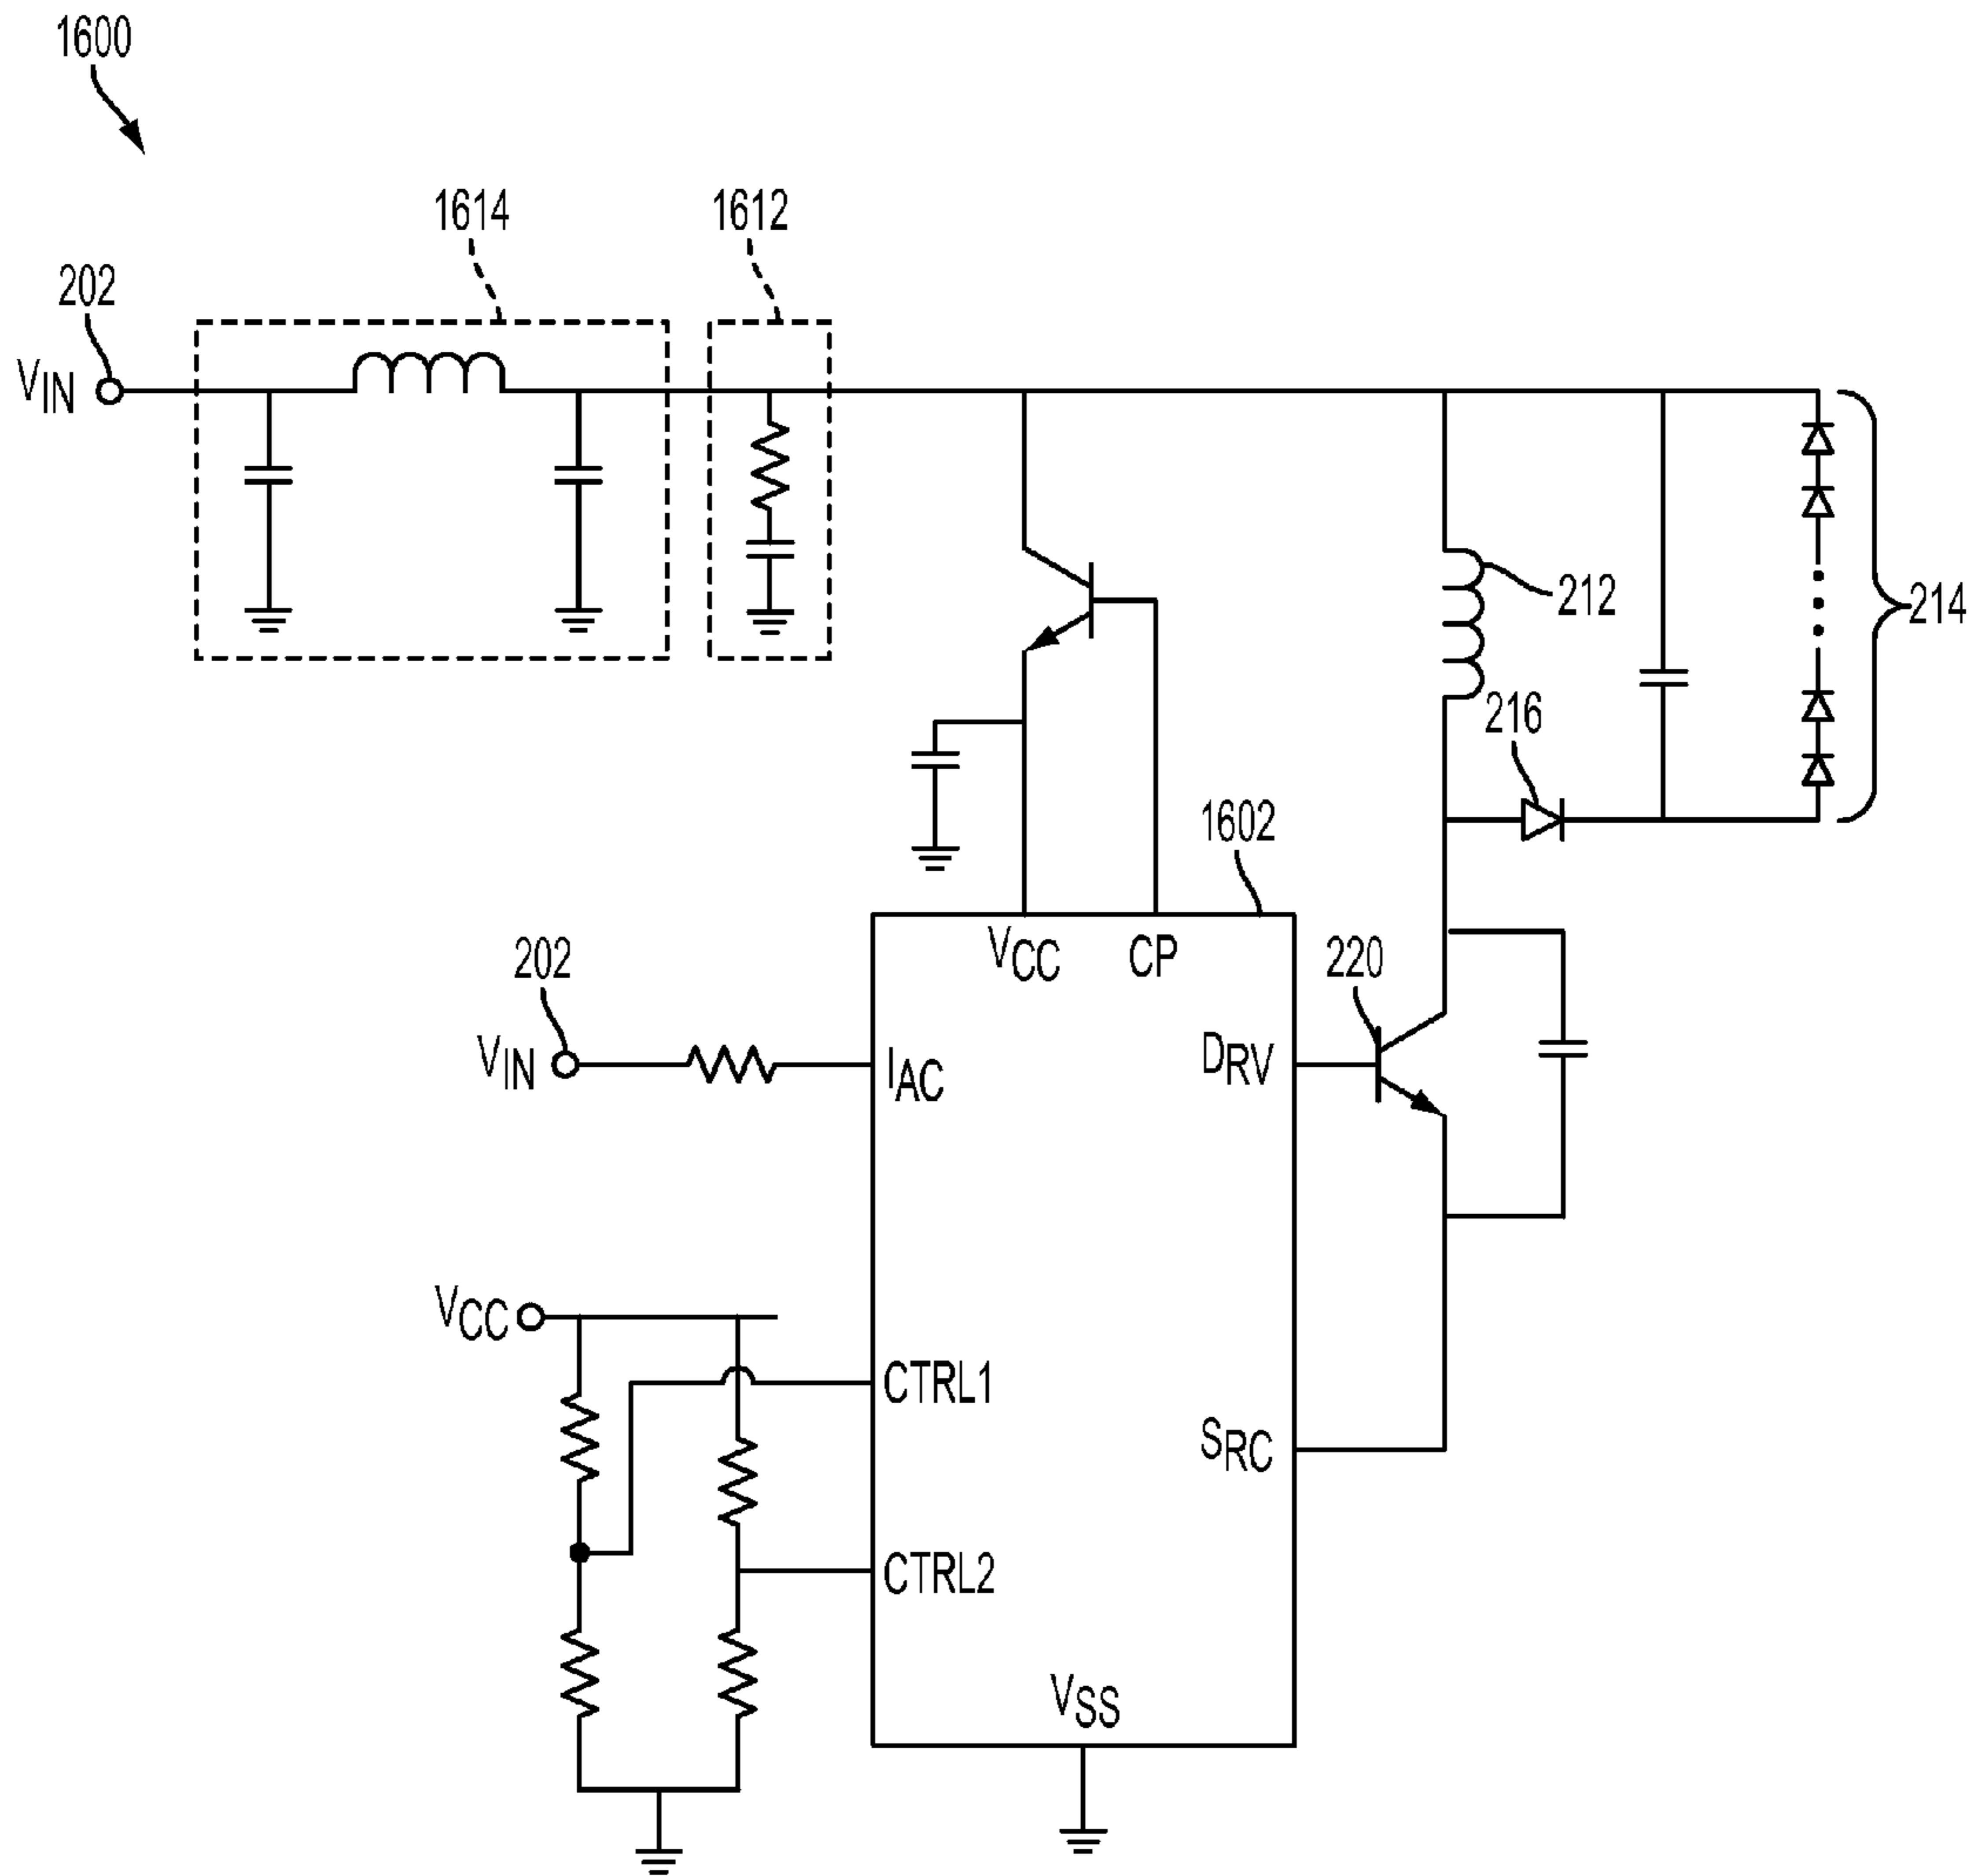 1600
1614
1612
202
VIN
212
214
216
1602
VCC
CP
202
220
VIN
IAC
DRV
VCC
CTRL1
SRC
CTRL2
VSS